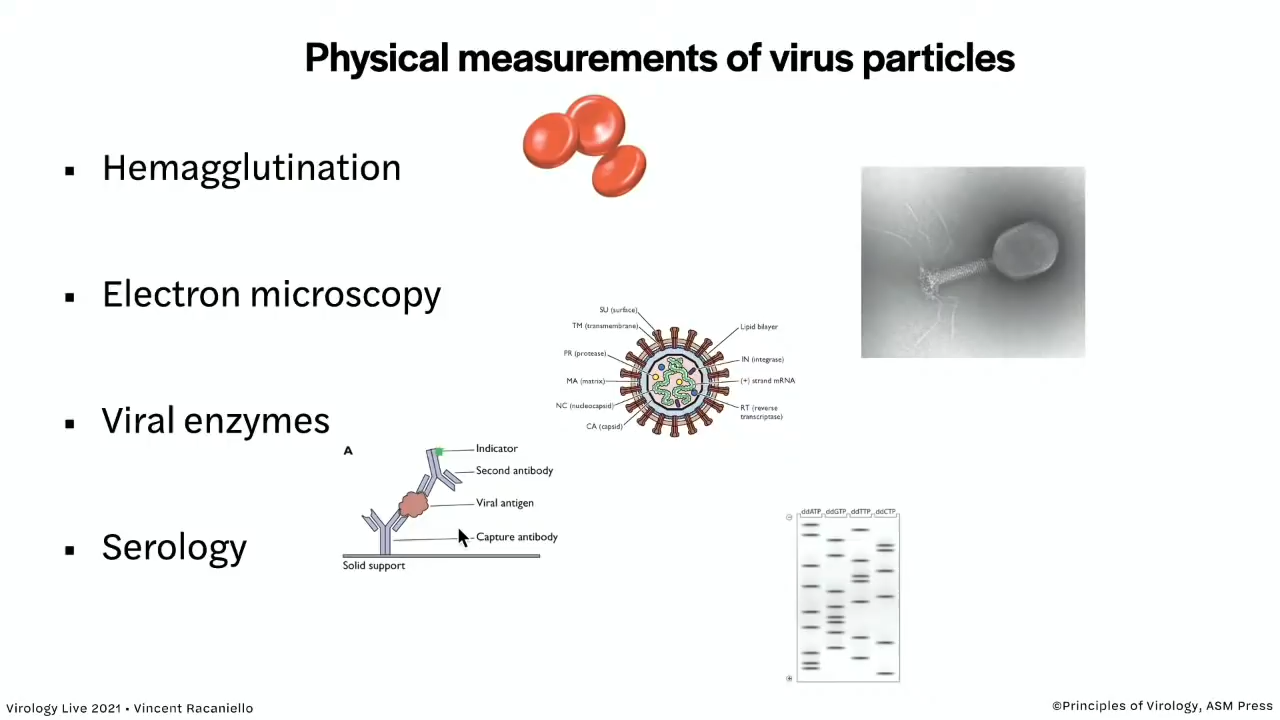 Physical measurements of virus particles
▪ Hemagglutination
▪ Electron microscopy
SU (surface)
TM (transmembrane)
PR (protease)
MA (matrix)
NC (nucleocapsid)
CA (capsid)
Lipid bilayer
IN (integrase)
(+) strand mRNA
RT (reverse
transcriptase)
▪ Viral enzymes
A
Indicator
Second antibody
Viral antigen
Capture antibody
Solid support
▪ Serology
ddATP ddGTP ddTTP ddCTP
⊖
⊕
Virology Live 2021 • Vincent Racaniello
©Principles of Virology, ASM Press